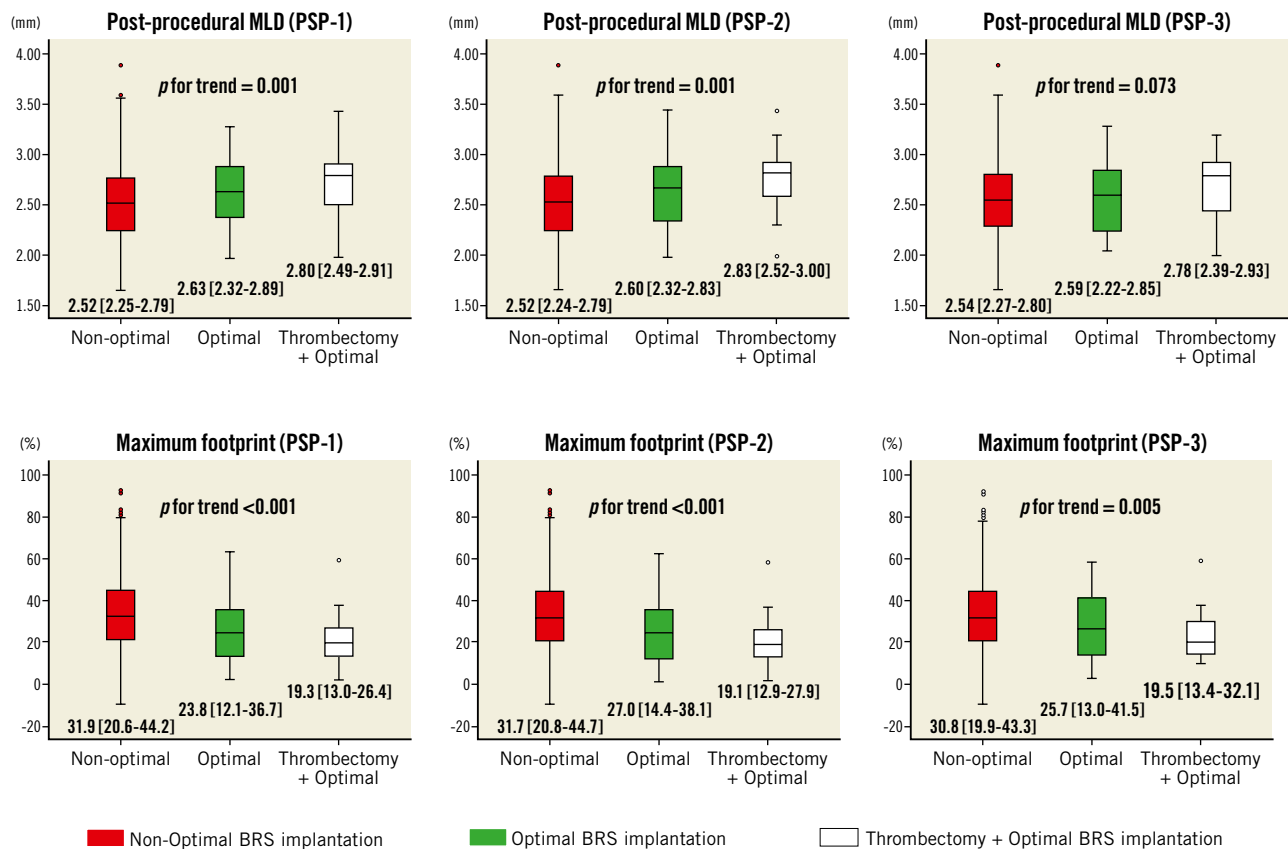 (mm) Post-procedural MLD (PSP-1)
4.00
3.50
3.00
2.50
2.00
1.50
p for trend = 0.001
2.52 [2.25-2.79]
2.63 [2.32-2.89]
2.80 [2.49-2.91]
Non-optimal Optimal Thrombectomy
+ Optimal
(mm) Post-procedural MLD (PSP-2)
4.00
3.50
3.00
2.50
2.00
1.50
p for trend = 0.001
2.52 [2.24-2.79]
2.60 [2.32-2.83]
2.83 [2.52-3.00]
Non-optimal Optimal Thrombectomy
+ Optimal
(mm) Post-procedural MLD (PSP-3)
4.00
3.50
3.00
2.50
2.00
1.50
p for trend = 0.073
2.54 [2.27-2.80]
2.59 [2.22-2.85]
2.78 [2.39-2.93]
Non-optimal Optimal Thrombectomy
+ Optimal
(%) Maximum footprint (PSP-1)
100
80
60
40
20
0
-20
p for trend <0.001
31.9 [20.6-44.2]
23.8 [12.1-36.7]
19.3 [13.0-26.4]
Non-optimal Optimal Thrombectomy
+ Optimal
(%) Maximum footprint (PSP-2)
100
80
60
40
20
0
-20
p for trend <0.001
31.7 [20.8-44.7]
27.0 [14.4-38.1]
19.1 [12.9-27.9]
Non-optimal Optimal Thrombectomy
+ Optimal
(%) Maximum footprint (PSP-3)
100
80
60
40
20
0
-20
p for trend = 0.005
30.8 [19.9-43.3]
25.7 [13.0-41.5]
19.5 [13.4-32.1]
Non-optimal Optimal Thrombectomy
+ Optimal
Non-Optimal BRS implantation Optimal BRS implantation Thrombectomy + Optimal BRS implantation